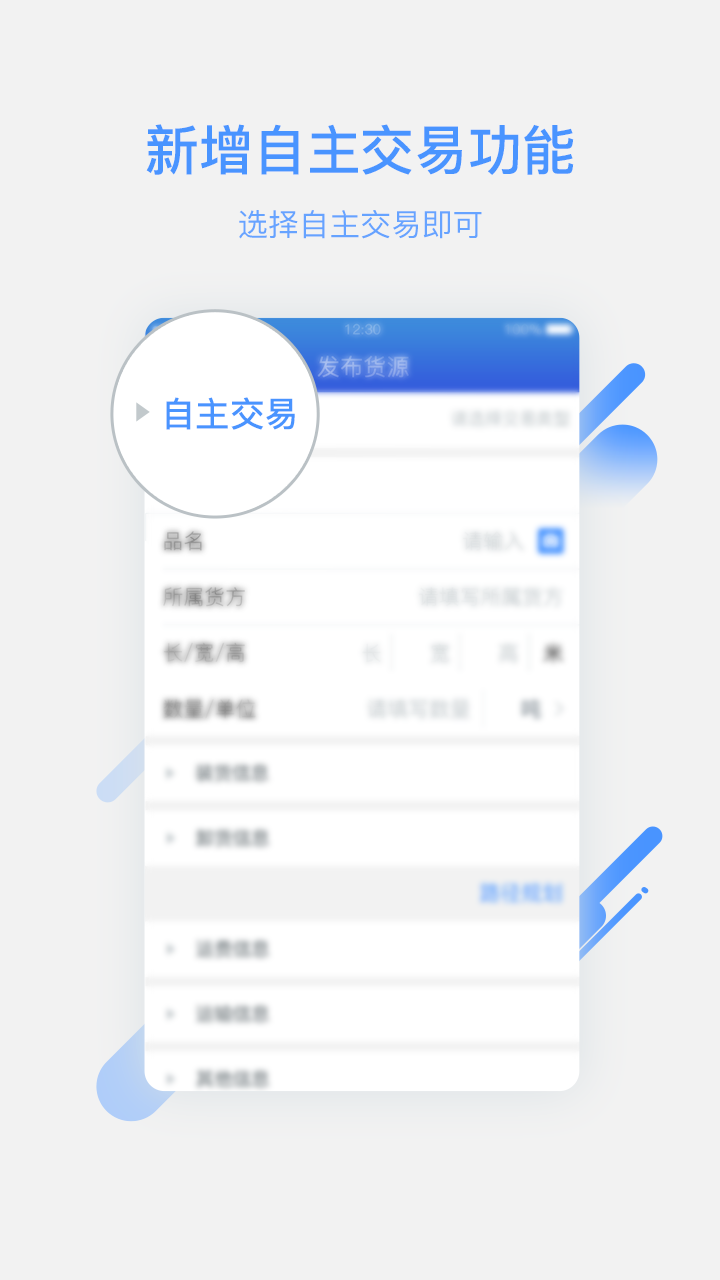 新增自主交易功能
选择自主交易即可
12:30 100%
发布货源
自主交易
请选择交易类型
品名 请输入
所属货方 请填写所属货方
长/宽/高 长 宽 高 米
数量/单位 请填写数量 吨
装货信息
卸货信息
路径规划
运费信息
运输信息
其他信息